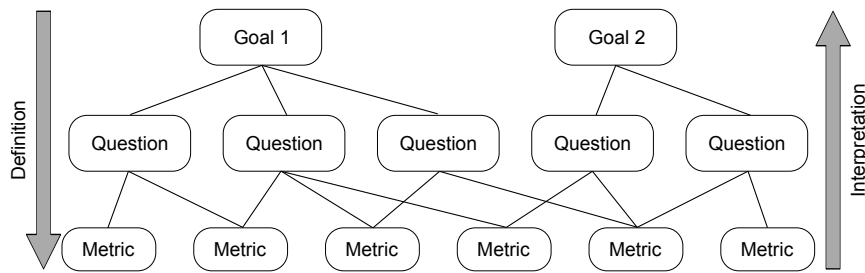 Goal 1
Goal 2
Definition
Interpretation
Question
Question
Question
Question
Question
Metric
Metric
Metric
Metric
Metric
Metric